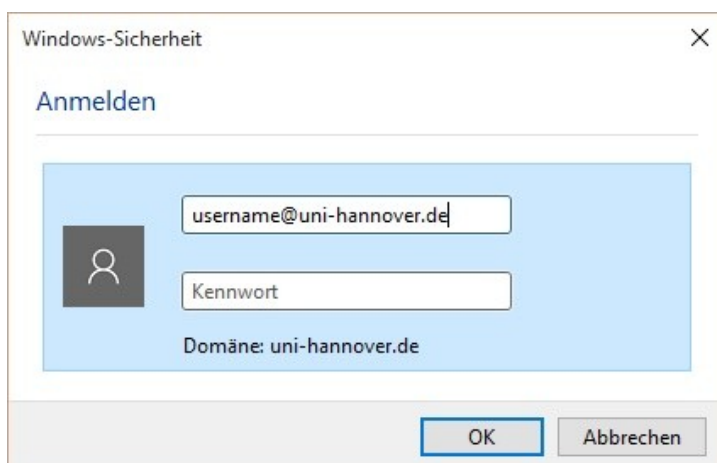 Windows-Sicherheit
Anmelden
username@uni-hannover.de
Kennwort
Domäne: uni-hannover.de
OK
Abbrechen